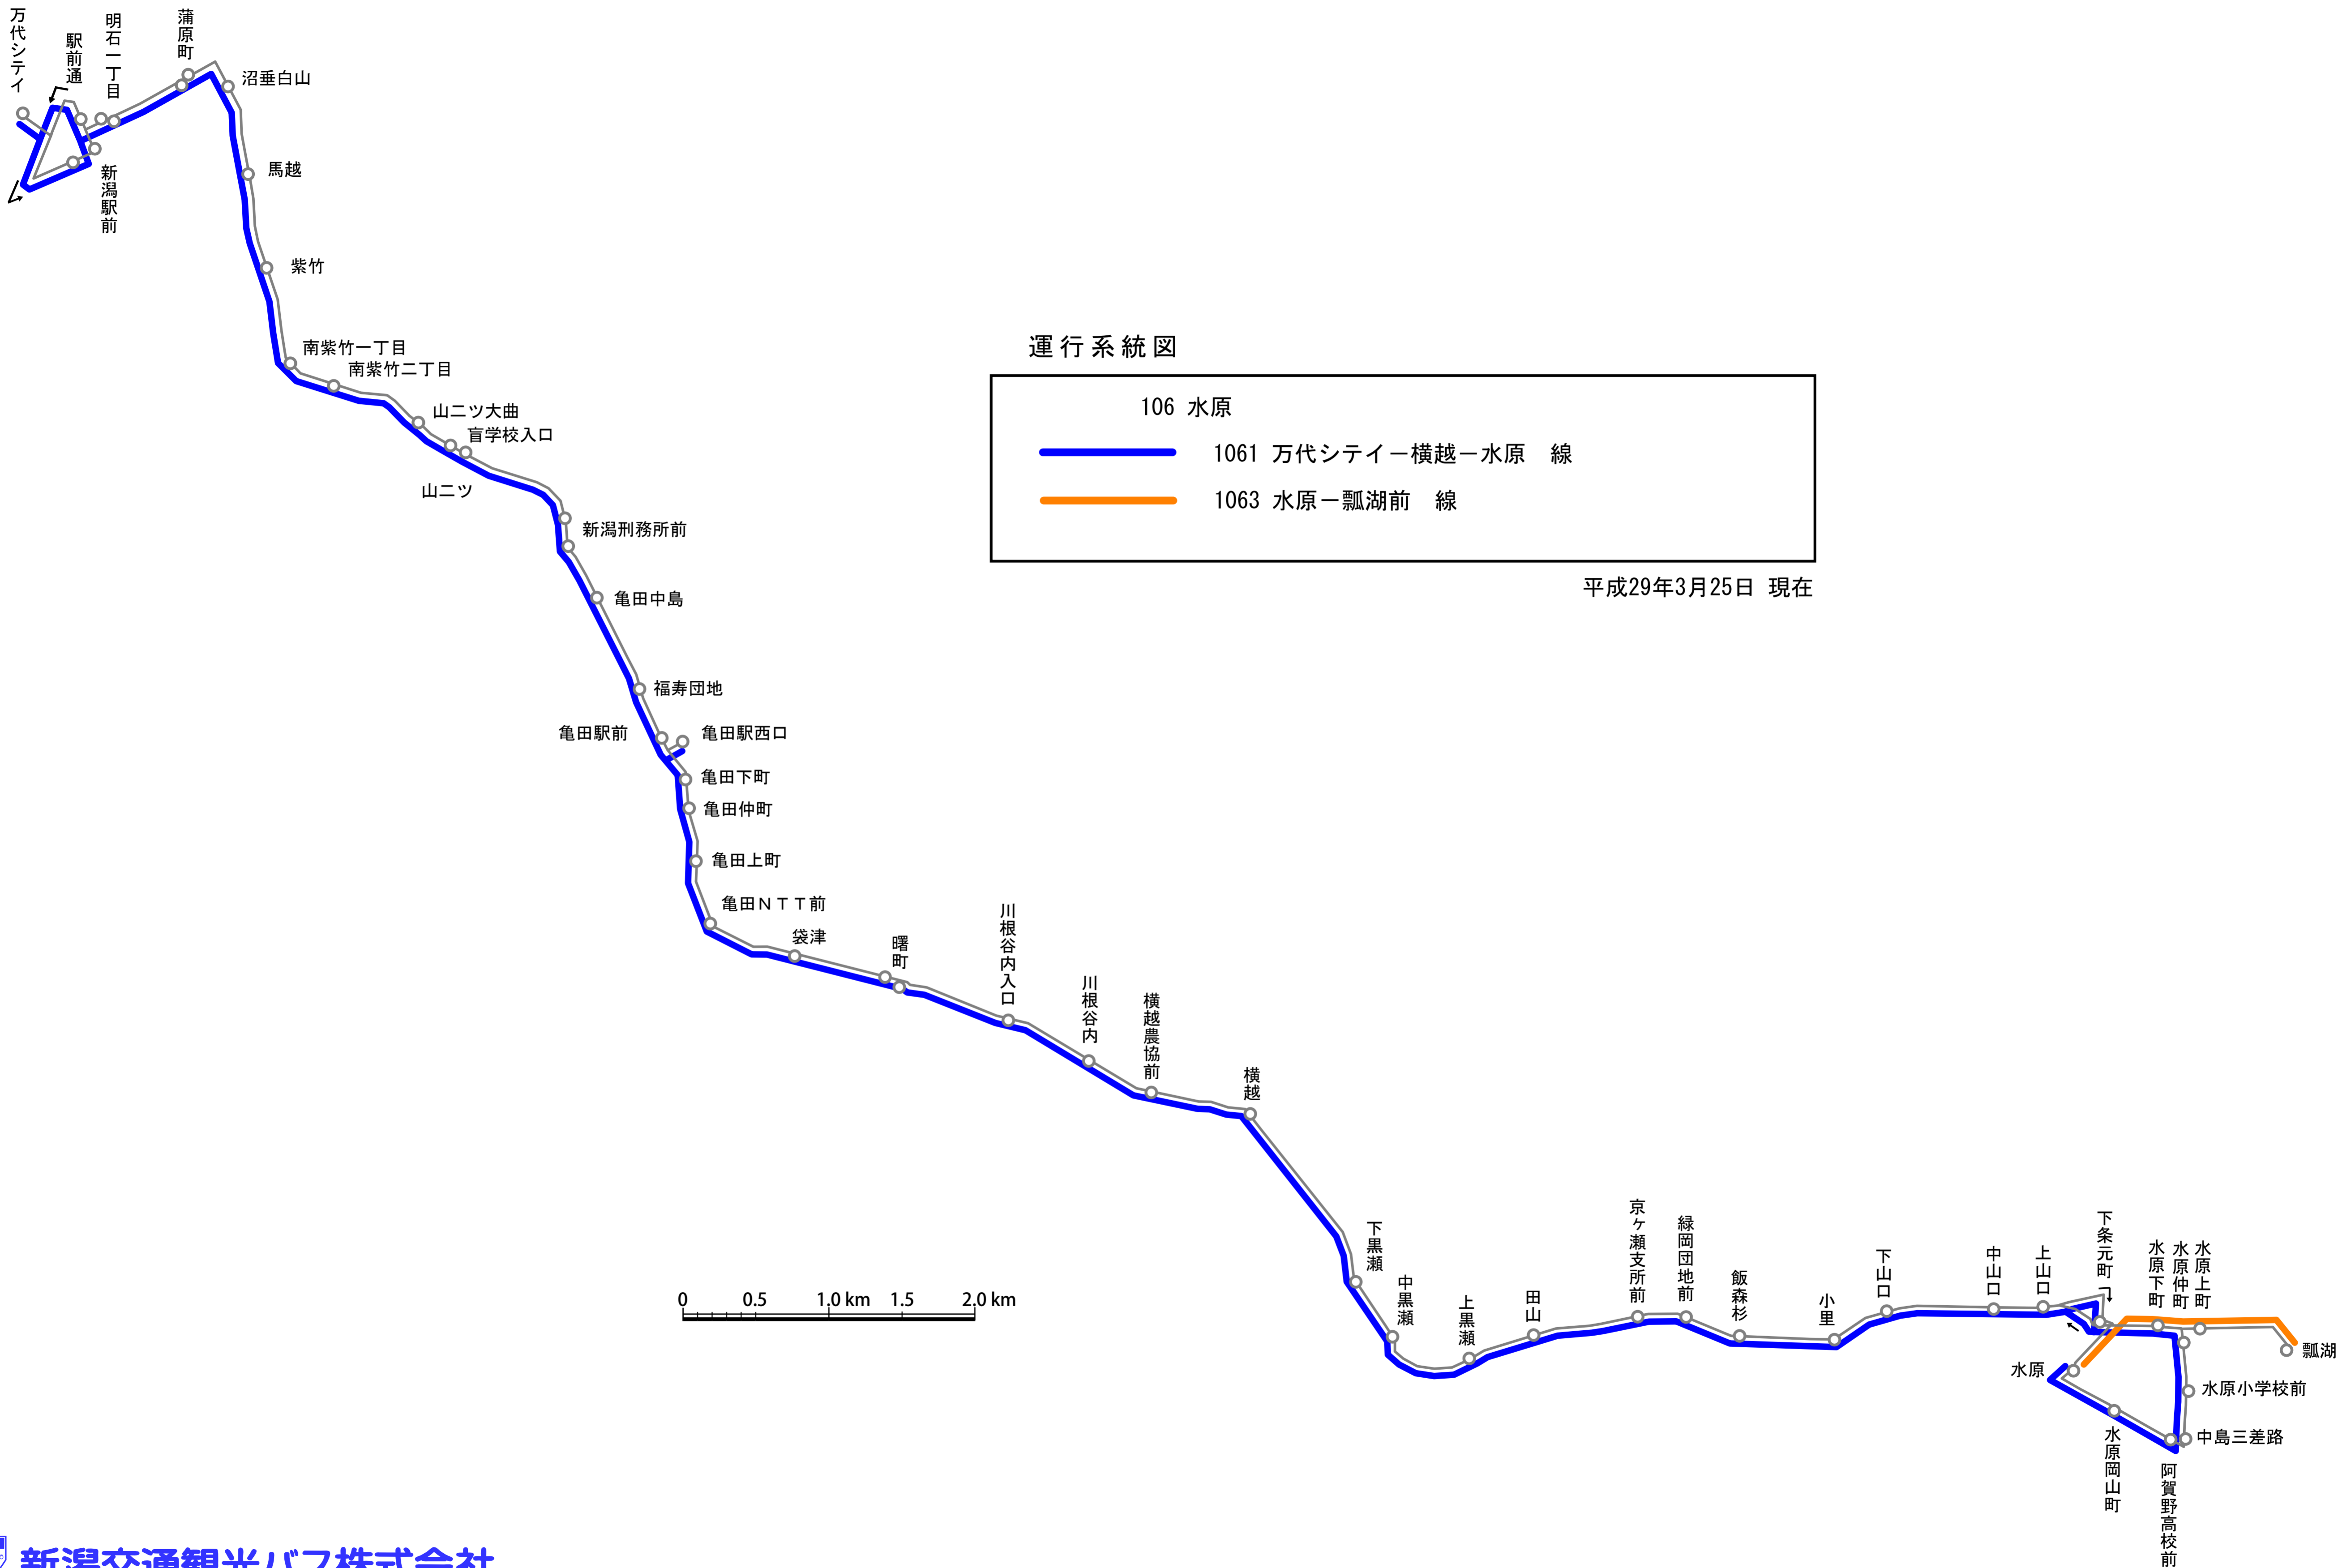 万代シテイ
駅前通
明石一丁目
蒲原町
沼垂白山
馬越
新潟駅前
紫竹
南紫竹一丁目
南紫竹二丁目
山二ツ大曲
盲学校入口
山二ツ
新潟刑務所前
亀田中島
福寿団地
亀田駅前
亀田駅西口
亀田下町
亀田仲町
亀田上町
亀田ＮＴＴ前
袋津
曙町
川根谷内入口
川根谷内
横越農協前
横越
運行系統図
106 水原
1061 万代シテイ－横越－水原　線
1063 水原－瓢湖前　線
平成29年3月25日 現在
下黒瀬
中黒瀬
上黒瀬
田山
京ヶ瀬支所前
緑岡団地前
飯森杉
小里
下山口
中山口
上山口
下条元町
水原下町
水原仲町
水原上町
瓢湖
水原
水原小学校前
中島三差路
水原岡山町
阿賀野高校前
0 0.5 1.0 km 1.5 2.0 km
新潟交通観光バス株式会社